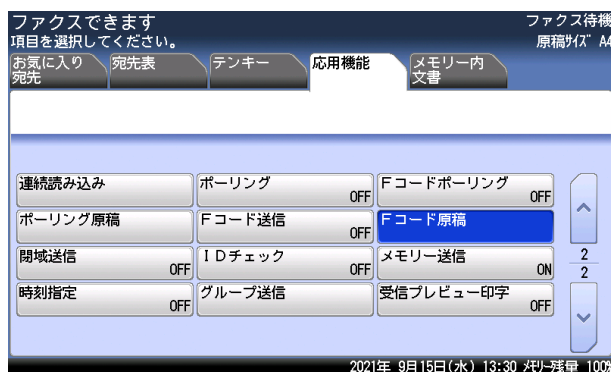 ファクスできます
ファクス待機
項目を選択してください。
原稿ｻｲｽﾞ A4
お気に入り宛先
宛先表
テンキー
応用機能
メモリー内文書
連続読み込み
ポーリング
OFF
Fコードポーリング
OFF
ポーリング原稿
Fコード送信
OFF
Fコード原稿
閉域送信
OFF
IDチェック
OFF
メモリー送信
ON
2
2
時刻指定
OFF
グループ送信
受信プレビュー印字
OFF
2021年 9月15日(水) 13:30 ﾒﾓﾘｰ残量 100%